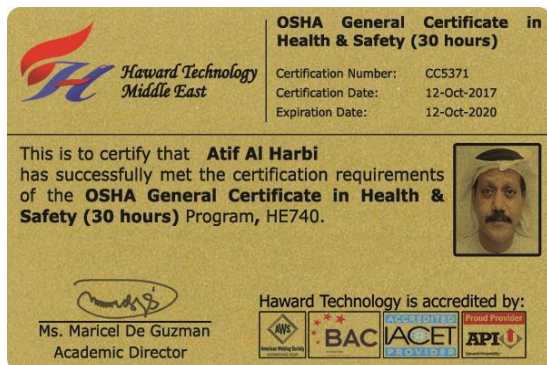 OSHA General Certificate in
Health & Safety (30 hours)
Haward Technology
Middle East
Certification Number: CC5371
Certification Date: 12-Oct-2017
Expiration Date: 12-Oct-2020
This is to certify that Atif Al Harbi
has successfully met the certification requirements
of the OSHA General Certificate in Health &
Safety (30 hours) Program, HE740.
Ms. Maricel De Guzman
Academic Director
Haward Technology is accredited by:
AWS
American Welding Society
BAC
ACCREDITED
IACET
PROVIDER
Proud Provider
API